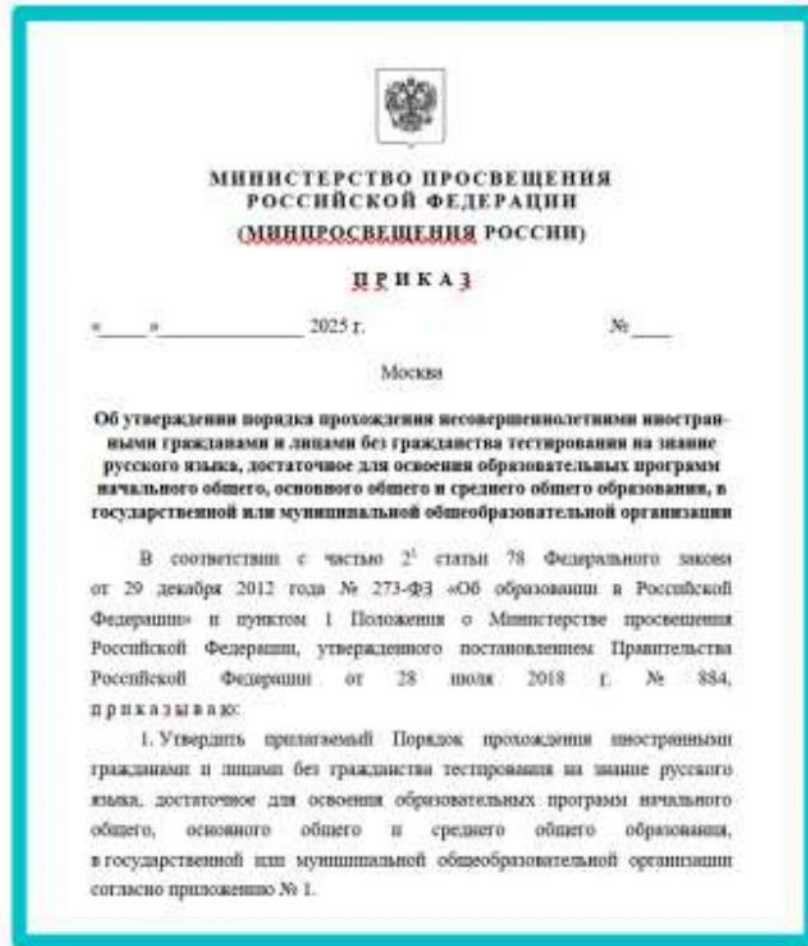 МИНИСТЕРСТВО ПРОСВЕЩЕНИЯ
РОССИЙСКОЙ ФЕДЕРАЦИИ
(МИНПРОСВЕЩЕНИЯ РОССИИ)
П Р И К А З
«_____ »________________ 2025 г. № ____
Москва
Об утверждении порядка прохождения несовершеннолетними иностран-
ными гражданами и лицами без гражданства тестирования на знание
русского языка, достаточное для освоения образовательных программ
начального общего, основного общего и среднего общего образования, в
государственной или муниципальной общеобразовательной организации
В соответствии с частью 2¹ статьи 78 Федерального закона
от 29 декабря 2012 года № 273-ФЗ «Об образовании в Российской
Федерации» и пунктом 1 Положения о Министерстве просвещения
Российской Федерации, утвержденного постановлением Правительства
Российской Федерации от 28 июля 2018 г. № 884,
п р и к а з ы в а ю:
1. Утвердить прилагаемый Порядок прохождения иностранными
гражданами и лицами без гражданства тестирования на знание русского
языка, достаточное для освоения образовательных программ начального
общего, основного общего и среднего общего образования,
в государственной или муниципальной общеобразовательной организации
согласно приложению № 1.